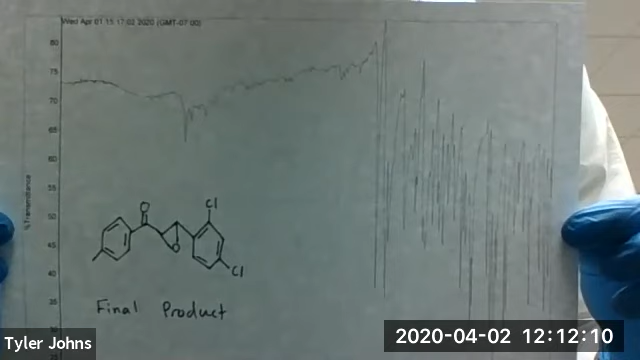 Wed Apr 01 15:17:02 2020 (GMT-07:00)
80
75
70
65
60
55
50
45
40
35
30
%Transmittance
O
Cl
O
Cl
Final Product
Tyler Johns
2020-04-02 12:12:10